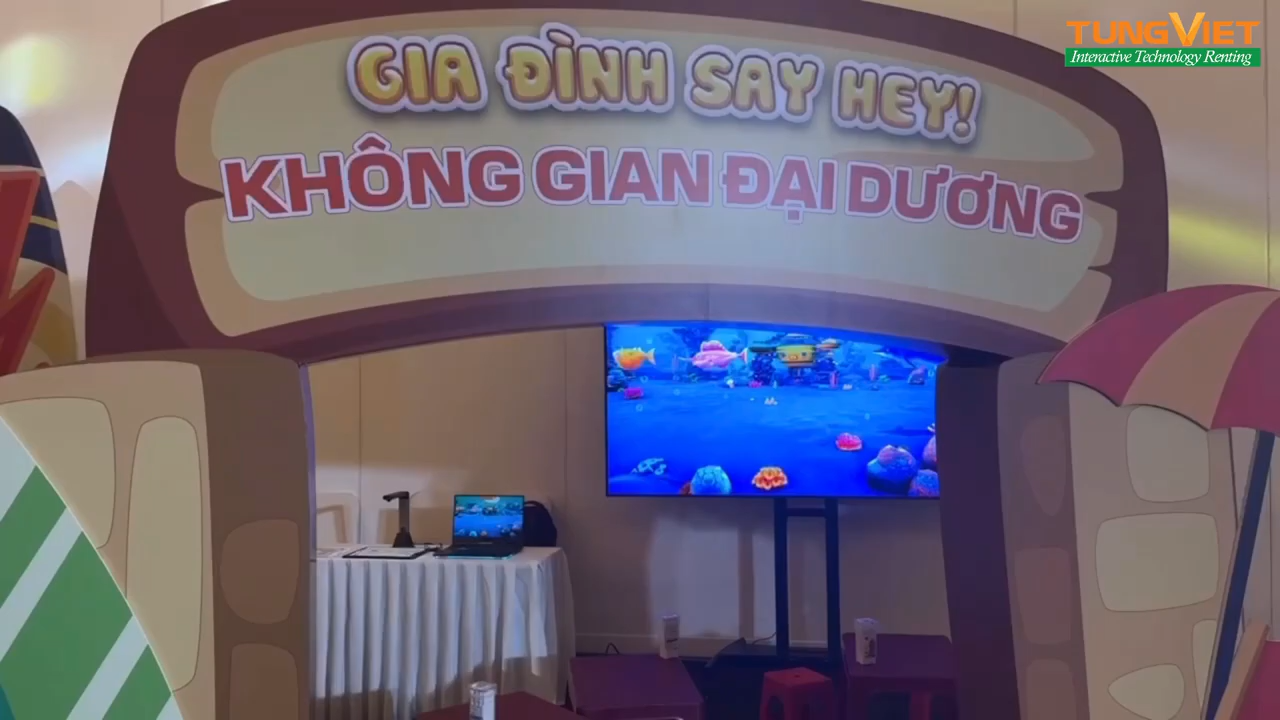 TUNGVIET
Interactive Technology Renting
GIA ĐÌNH SAY HEY!
KHÔNG GIAN ĐẠI DƯƠNG